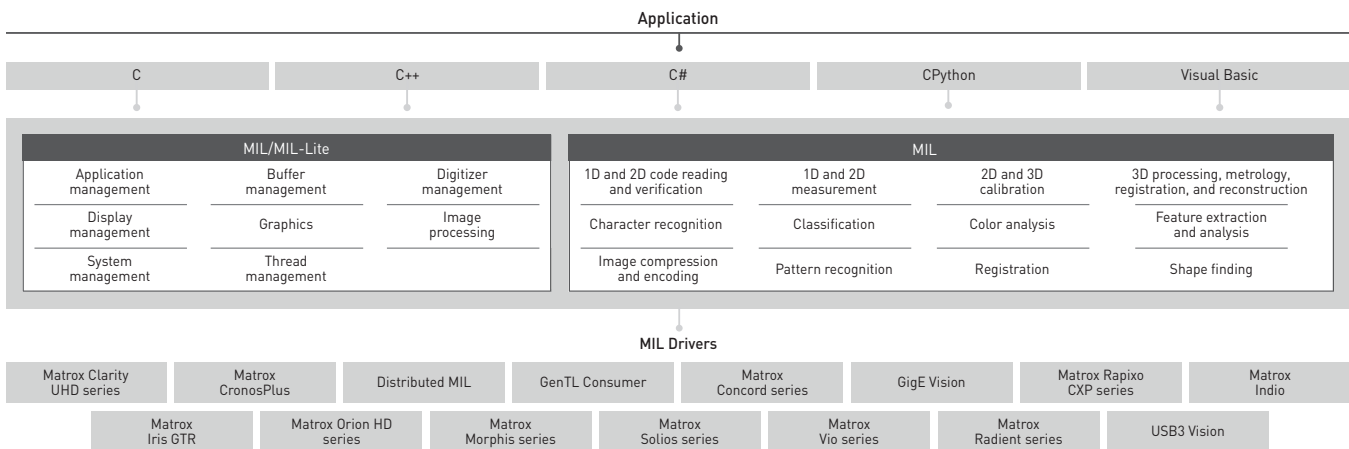 Application
C
C++
C#
CPython
Visual Basic
MIL/MIL-Lite
Application
management
Buffer
management
Digitizer
management
Display
management
Graphics
Image
processing
System
management
Thread
management
MIL
1D and 2D code reading
and verification
1D and 2D
measurement
2D and 3D
calibration
3D processing, metrology,
registration, and reconstruction
Character recognition
Classification
Color analysis
Feature extraction
and analysis
Image compression
and encoding
Pattern recognition
Registration
Shape finding
MIL Drivers
Matrox Clarity
UHD series
Matrox
CronosPlus
Distributed MIL
GenTL Consumer
Matrox
Concord series
GigE Vision
Matrox Rapixo
CXP series
Matrox
Indio
Matrox
Iris GTR
Matrox Orion HD
series
Matrox
Morphis series
Matrox
Solios series
Matrox
Vio series
Matrox
Radient series
USB3 Vision